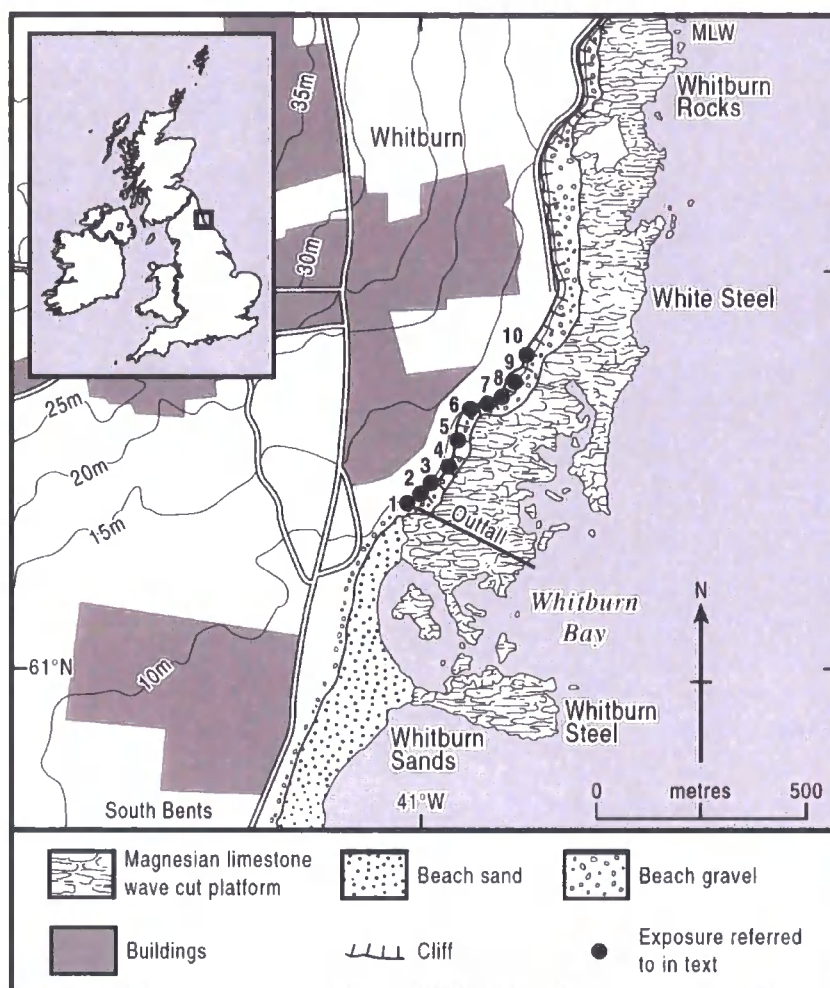 MLW
Whitburn
Rocks
35m
Whitburn
30m
White Steel
10
9
8
7
6
25m
5
20m
4
3
2
1
15m
Outfall
N
Whitburn
Bay
61°N
10m
Whitburn
Steel
Whitburn
Sands
0 metres 500
41°W
South Bents
Magnesian limestone
wave cut platform
Beach sand
Beach gravel
Buildings
Cliff
Exposure referred
to in text